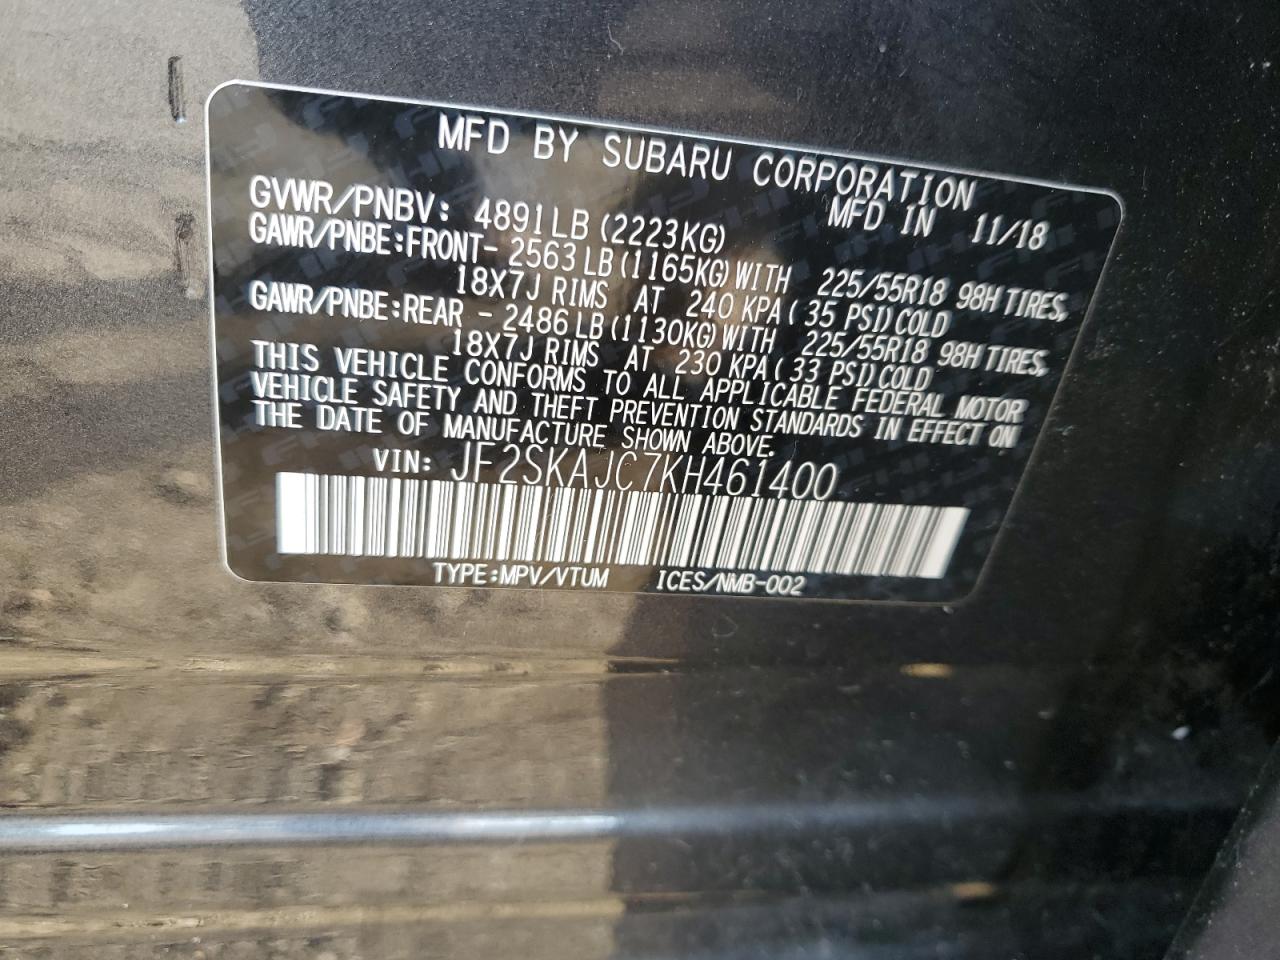 MFD BY SUBARU CORPORATION
MFD IN 11/18
GVWR/PNBV: 4891LB (2223KG)
GAWR/PNBE:FRONT- 2563 LB(1165KG)WITH 225/55R18 98H TIRES,
18X7J RIMS AT 240 KPA( 35 PSI)COLD
GAWR/PNBE:REAR - 2486 LB(1130KG)WITH 225/55R18 98H TIRES,
18X7J RIMS AT 230 KPA( 33 PSI)COLD
THIS VEHICLE CONFORMS TO ALL APPLICABLE FEDERAL MOTOR
VEHICLE SAFETY AND THEFT PREVENTION STANDARDS IN EFFECT ON
THE DATE OF MANUFACTURE SHOWN ABOVE.
VIN: JF2SKAJC7KH461400
TYPE:MPV/VTUM ICES/NMB-002